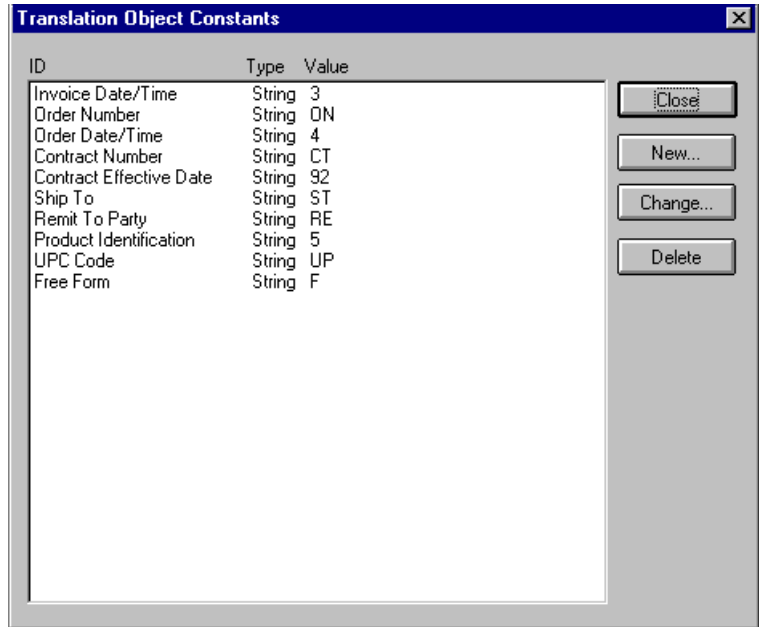 Translation Object Constants
ID Type Value
Invoice Date/Time String 3
Order Number String ON
Order Date/Time String 4
Contract Number String CT
Contract Effective Date String 92
Ship To String ST
Remit To Party String RE
Product Identification String 5
UPC Code String UP
Free Form String F
Close
New...
Change...
Delete